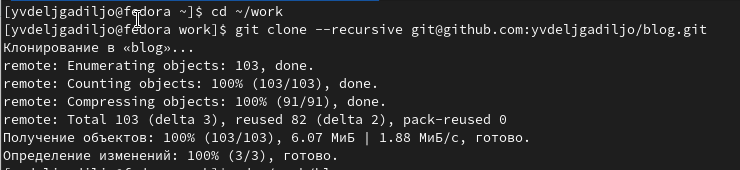 [yvdeljgadiljo@fedora ~]$ cd ~/work
[yvdeljgadiljo@fedora work]$ git clone --recursive git@github.com:yvdeljgadiljo/blog.git
Клонирование в «blog»...
remote: Enumerating objects: 103, done.
remote: Counting objects: 100% (103/103), done.
remote: Compressing objects: 100% (91/91), done.
remote: Total 103 (delta 3), reused 82 (delta 2), pack-reused 0
Получение объектов: 100% (103/103), 6.07 МиБ | 1.88 МиБ/с, готово.
Определение изменений: 100% (3/3), готово.